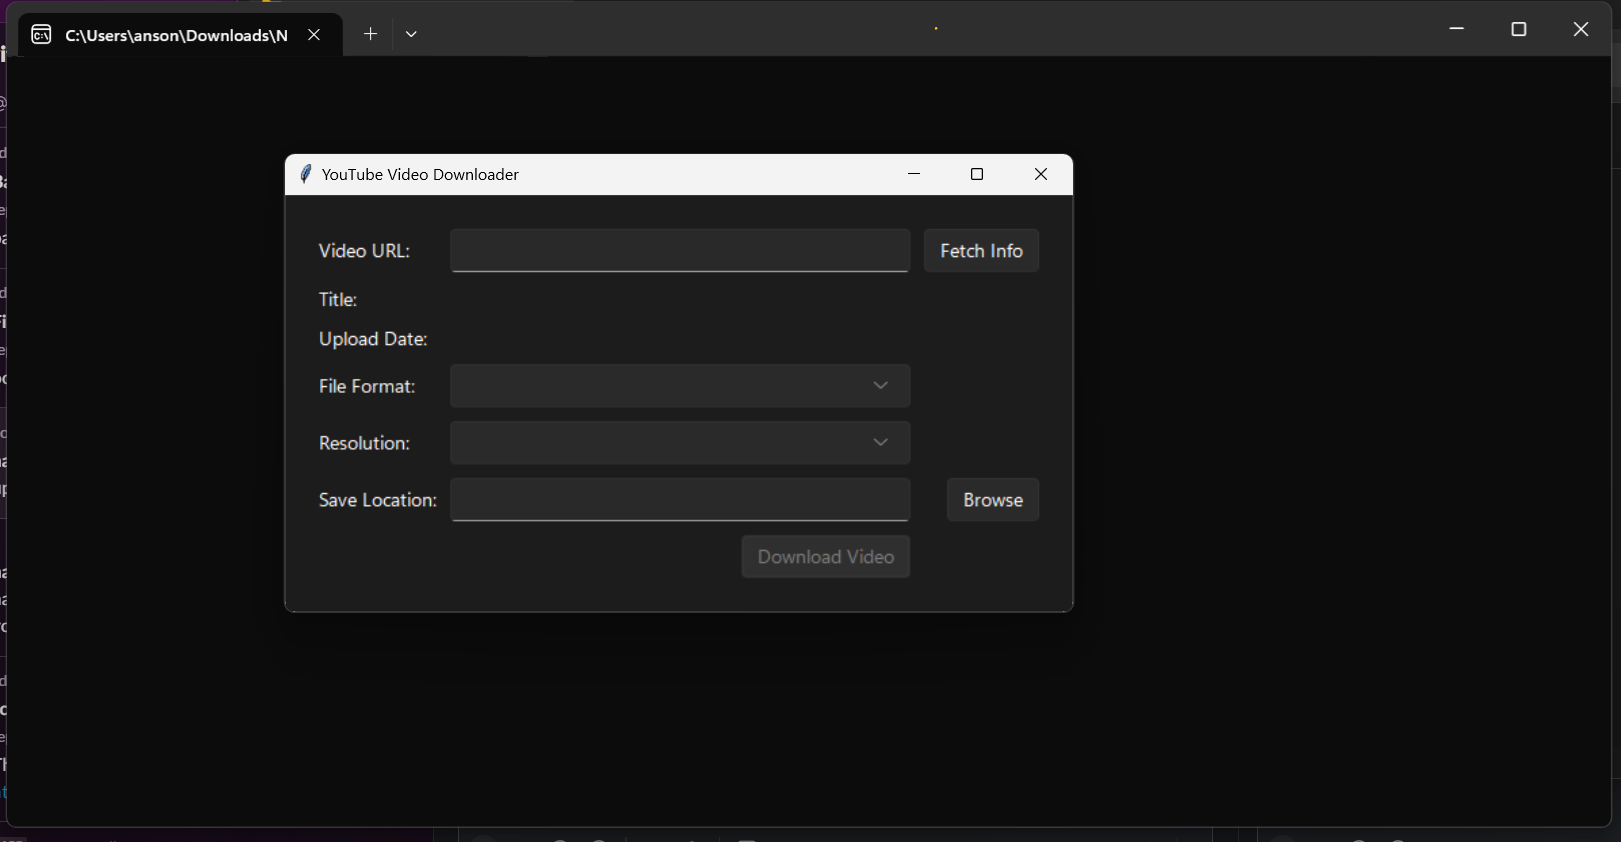 C:\Users\anson\Downloads\N
YouTube Video Downloader
Video URL:
Fetch Info
Title:
Upload Date:
File Format:
Resolution:
Save Location:
Browse
Download Video